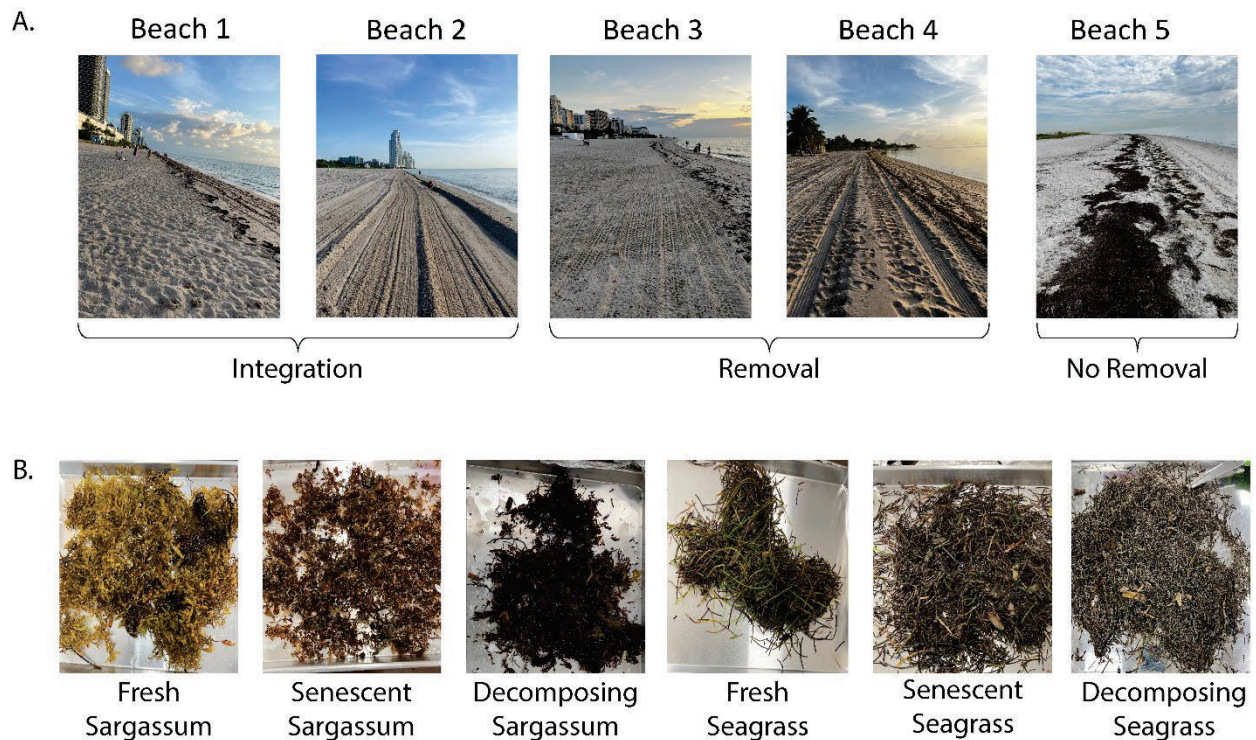 A.
Beach 1
Beach 2
Beach 3
Beach 4
Beach 5
Integration
Removal
No Removal
B.
Fresh
Sargassum
Senescent
Sargassum
Decomposing
Sargassum
Fresh
Seagrass
Senescent
Seagrass
Decomposing
Seagrass